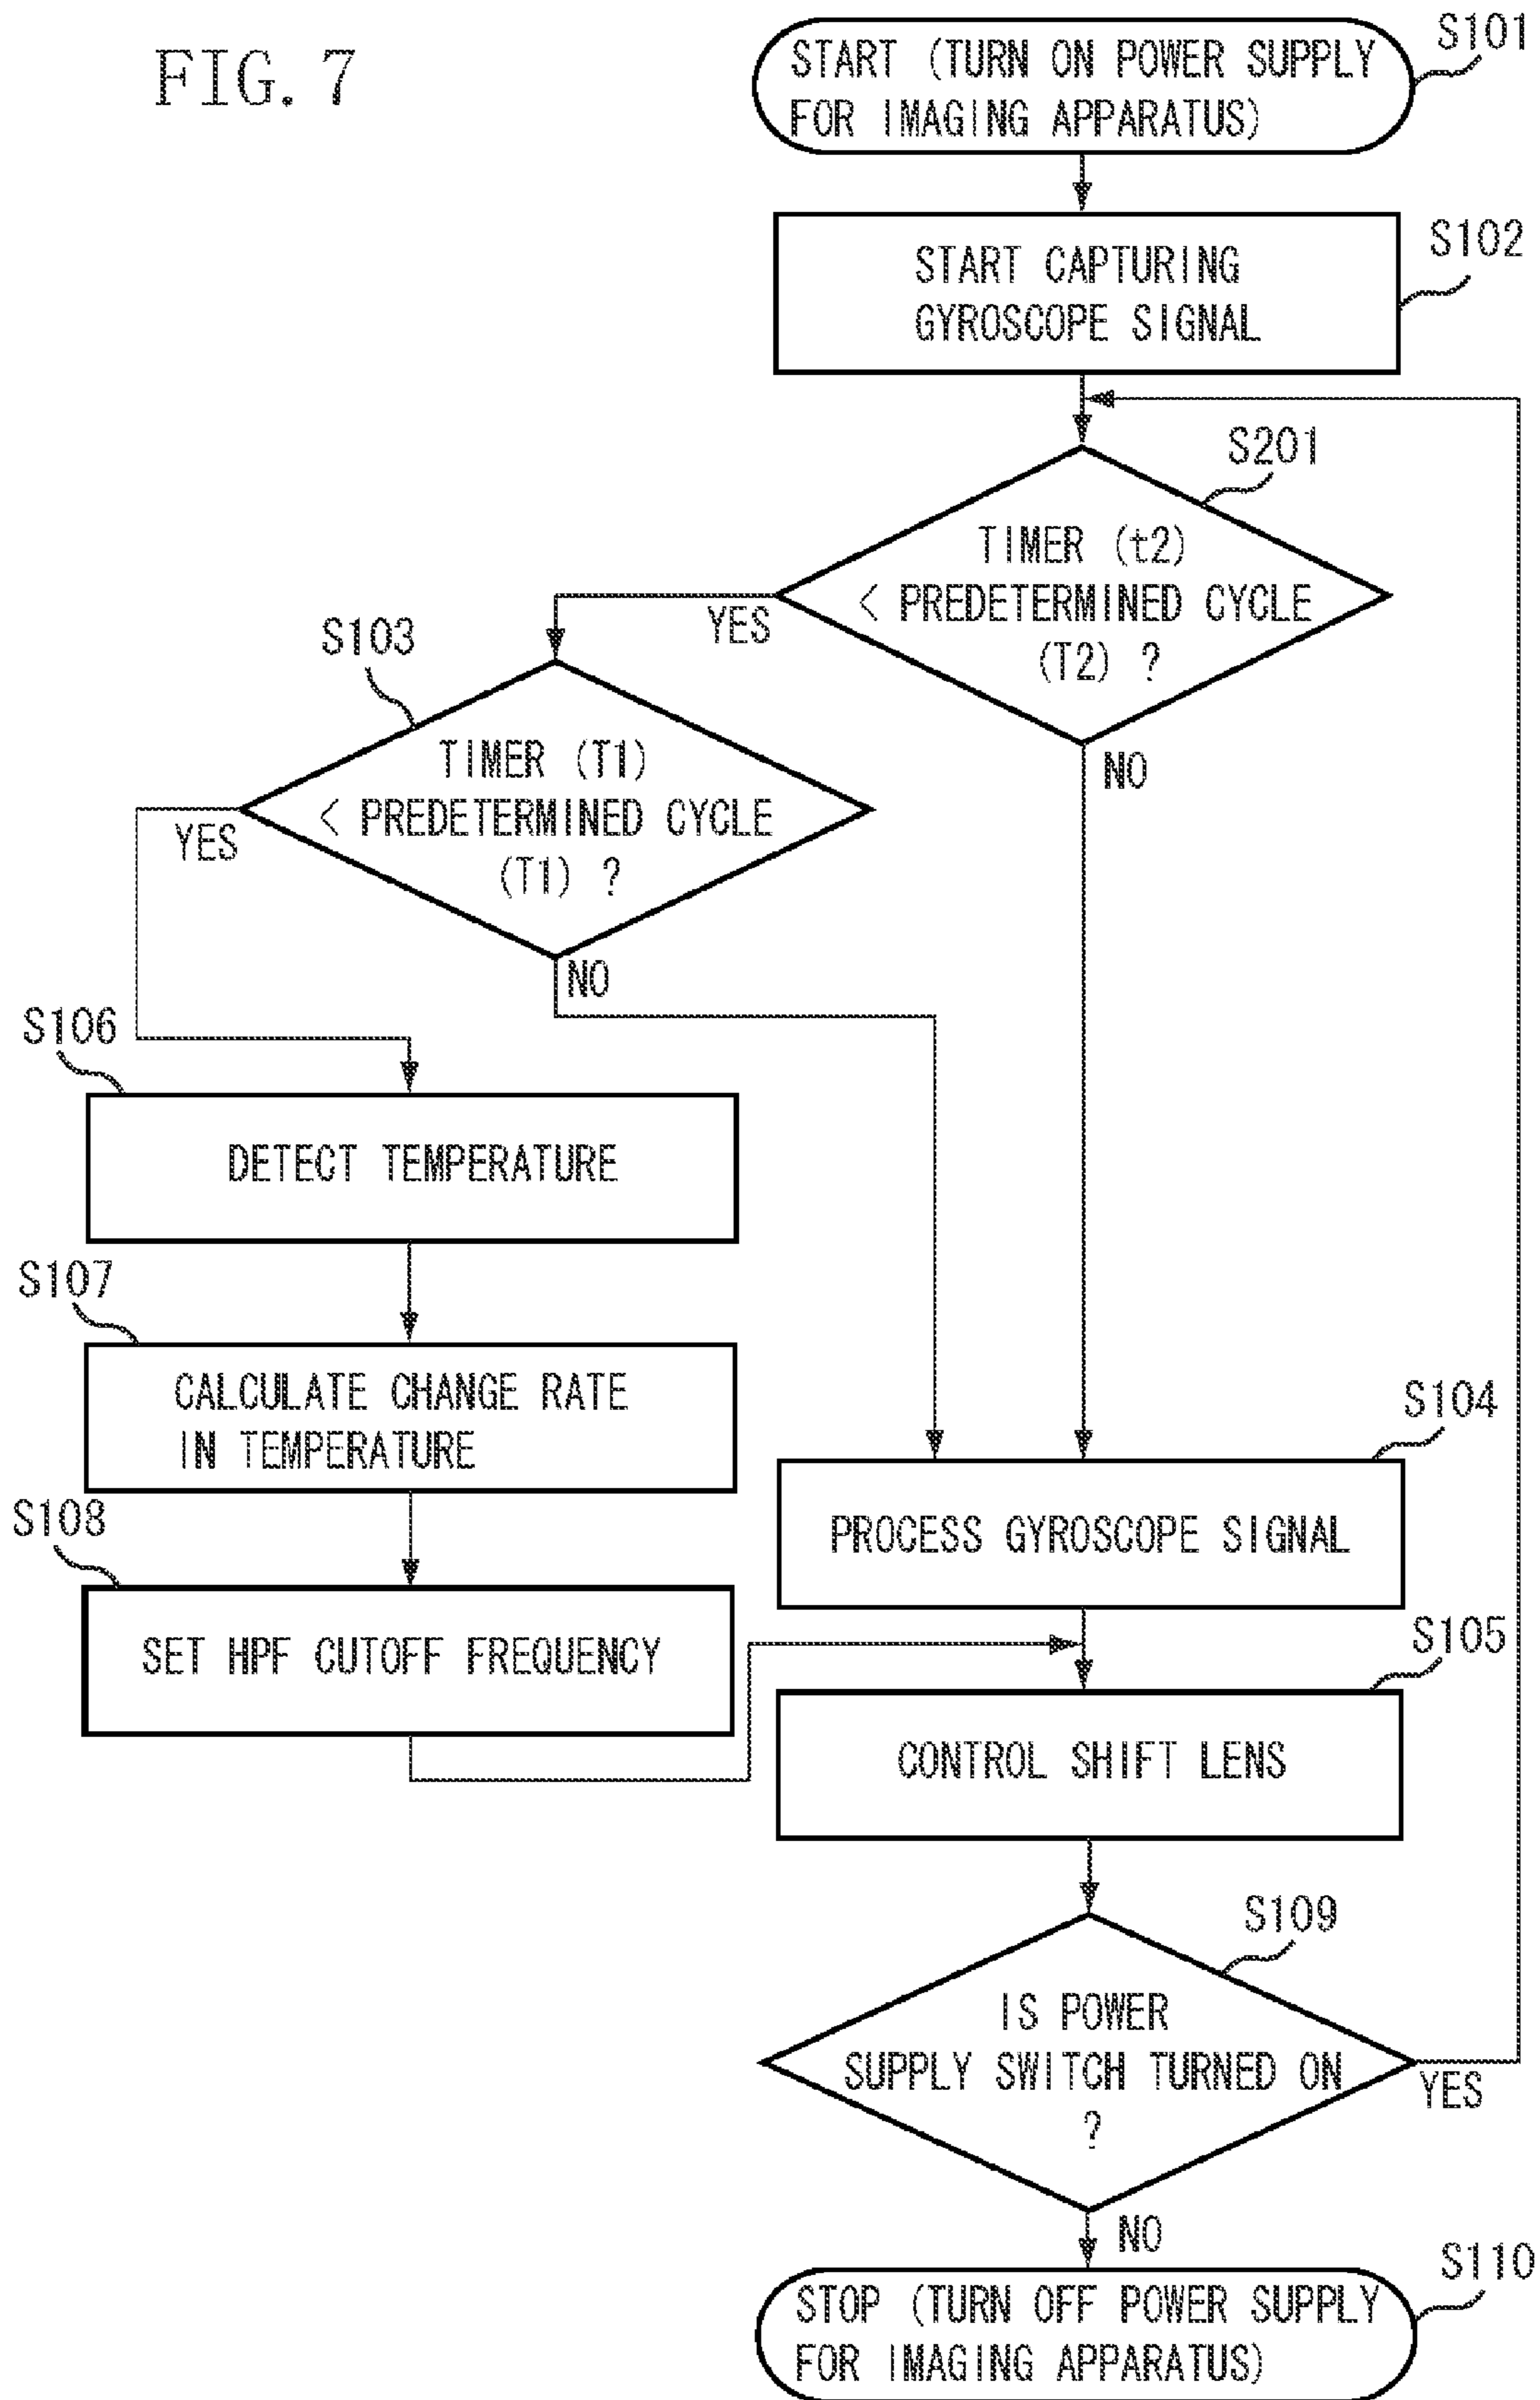 FIG. 7
START (TURN ON POWER SUPPLY
FOR IMAGING APPARATUS)
S101
START CAPTURING
GYROSCOPE SIGNAL
S102
S201
TIMER (t2)
< PREDETERMINED CYCLE
(T2) ?
YES
NO
S103
TIMER (T1)
< PREDETERMINED CYCLE
(T1) ?
YES
NO
S106
DETECT TEMPERATURE
S107
CALCULATE CHANGE RATE
IN TEMPERATURE
S108
SET HPF CUTOFF FREQUENCY
S104
PROCESS GYROSCOPE SIGNAL
S105
CONTROL SHIFT LENS
S109
IS POWER
SUPPLY SWITCH TURNED ON
?
YES
NO
S110
STOP (TURN OFF POWER SUPPLY
FOR IMAGING APPARATUS)